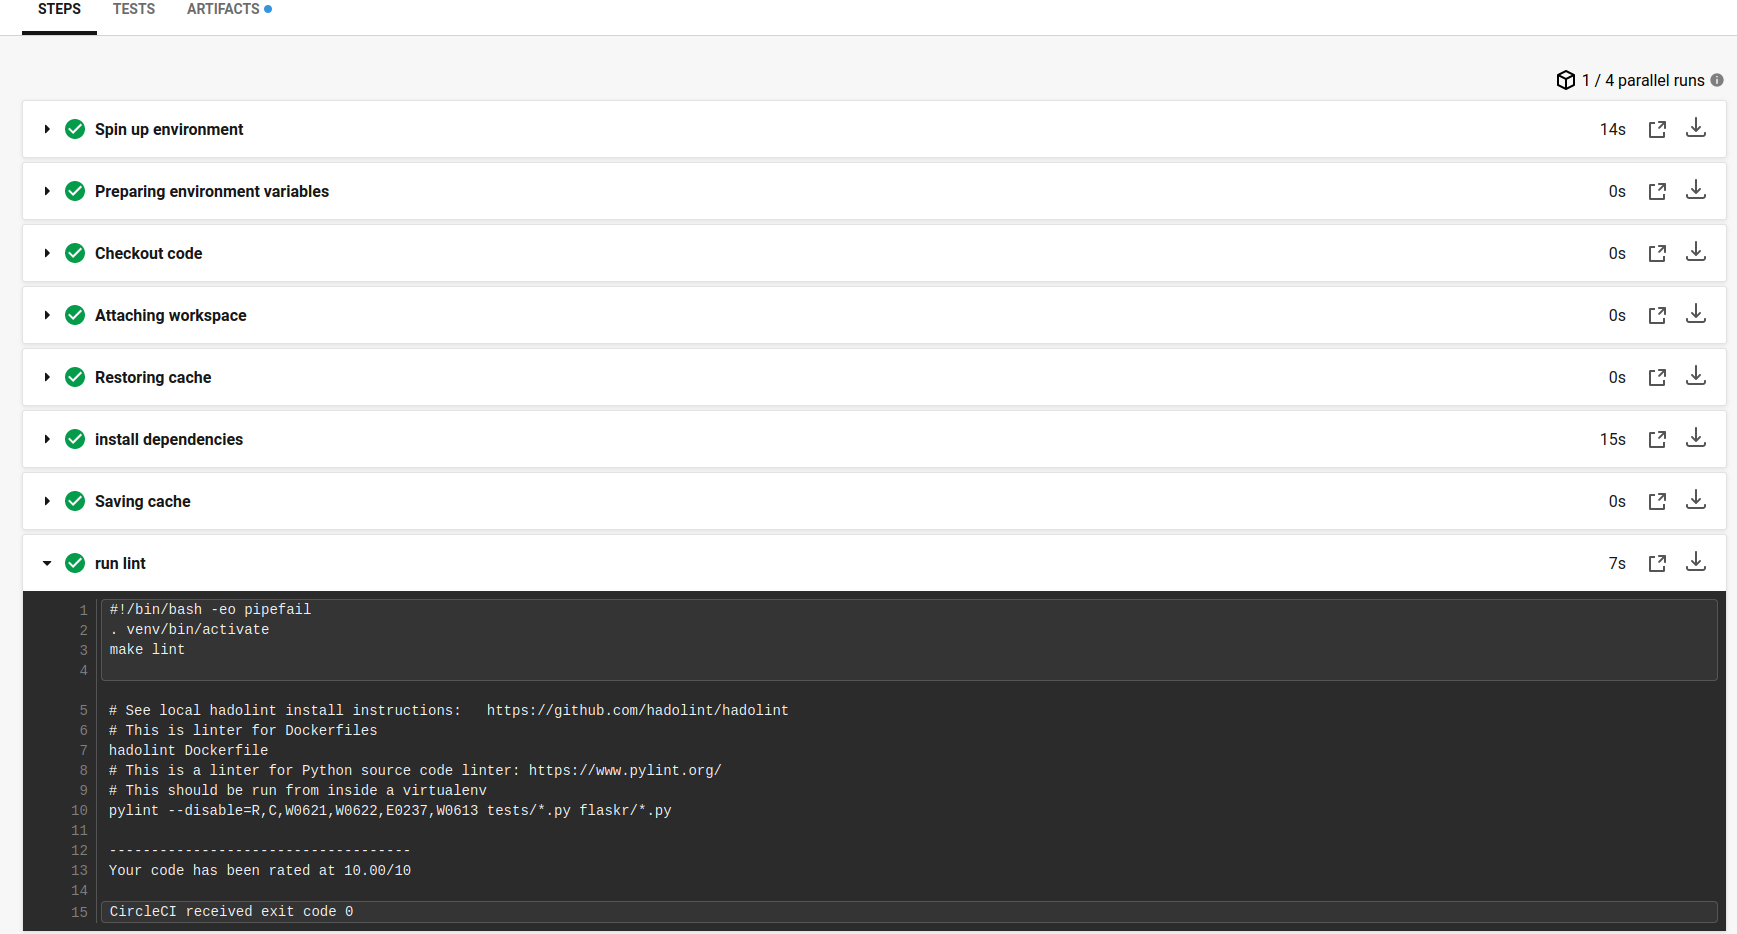 STEPS TESTS ARTIFACTS
1 / 4 parallel runs
Spin up environment 14s
Preparing environment variables 0s
Checkout code 0s
Attaching workspace 0s
Restoring cache 0s
install dependencies 15s
Saving cache 0s
run lint 7s
1 #!/bin/bash -eo pipefail
2 . venv/bin/activate
3 make lint
4
5 # See local hadolint install instructions:   https://github.com/hadolint/hadolint
6 # This is linter for Dockerfiles
7 hadolint Dockerfile
8 # This is a linter for Python source code linter: https://www.pylint.org/
9 # This should be run from inside a virtualenv
10 pylint --disable=R,C,W0621,W0622,E0237,W0613 tests/*.py flaskr/*.py
11
12 ------------------------------------
13 Your code has been rated at 10.00/10
14
15 CircleCI received exit code 0